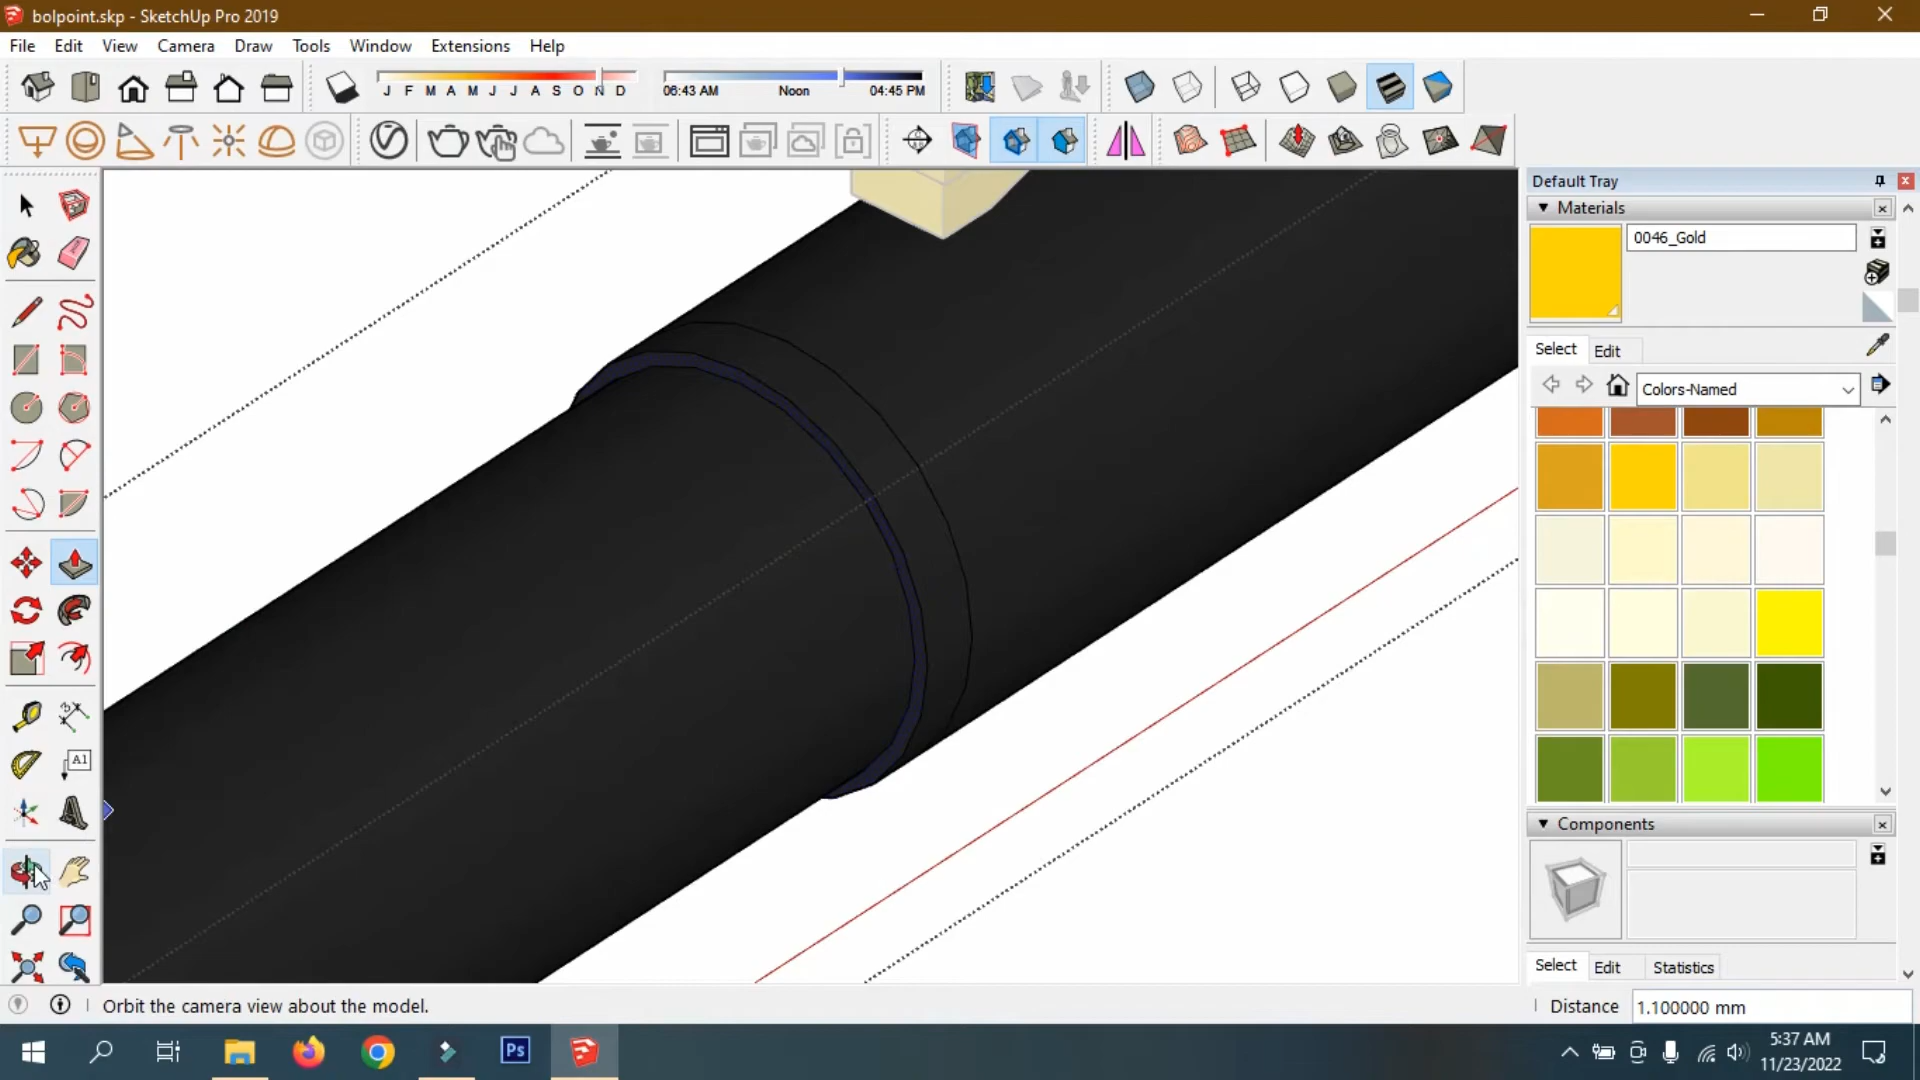 bolpoint.skp - SketchUp Pro 2019
File Edit View Camera Draw Tools Window Extensions Help
J F M A M J J A S O N D
06:43 AM Noon 04:45 PM
Default Tray
Materials
0046_Gold
Select Edit
Colors-Named
A1
Components
Select Edit Statistics
Orbit the camera view about the model.
Distance 1.100000 mm
Ps
5:37 AM
11/23/2022